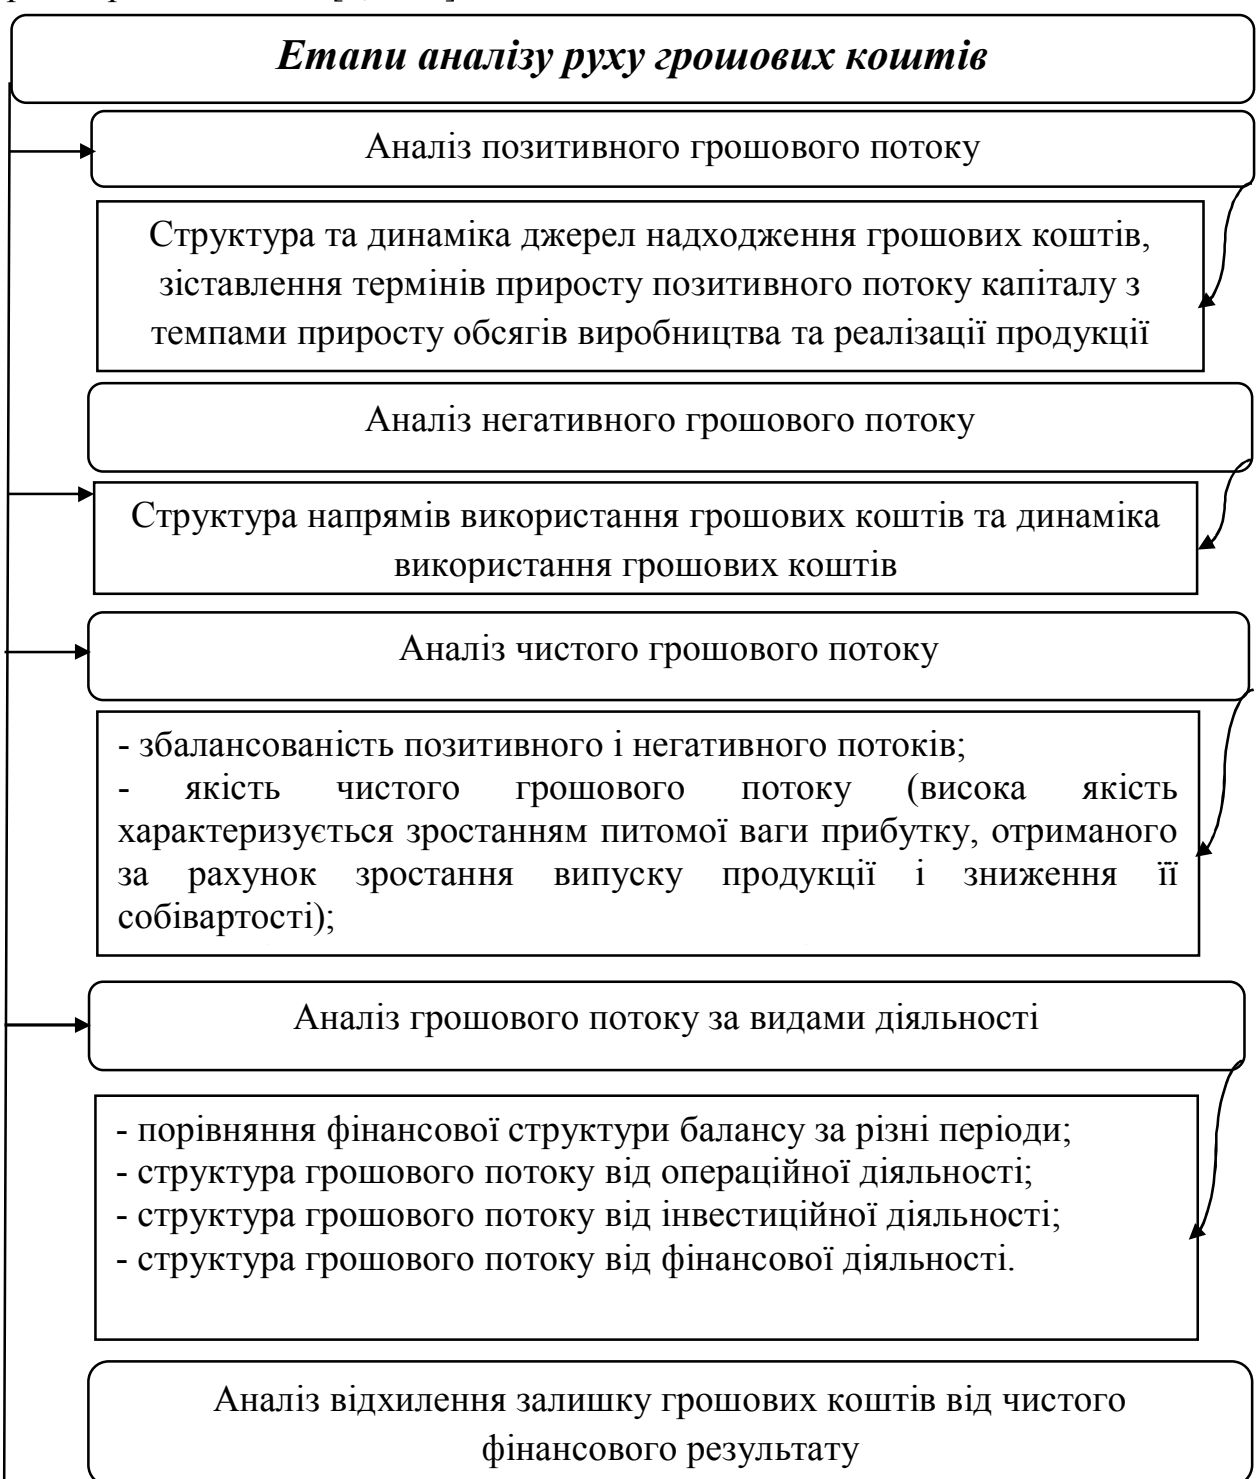 Етапи аналізу руху грошових коштів
Аналіз позитивного грошового потоку
Структура та динаміка джерел надходження грошових коштів,
зіставлення термінів приросту позитивного потоку капіталу з
темпами приросту обсягів виробництва та реалізації продукції
Аналіз негативного грошового потоку
Структура напрямів використання грошових коштів та динаміка
використання грошових коштів
Аналіз чистого грошового потоку
- збалансованість позитивного і негативного потоків;
- якість чистого грошового потоку (висока якість
характеризується зростанням питомої ваги прибутку, отриманого
за рахунок зростання випуску продукції і зниження її
собівартості);
Аналіз грошового потоку за видами діяльності
- порівняння фінансової структури балансу за різні періоди;
- структура грошового потоку від операційної діяльності;
- структура грошового потоку від інвестиційної діяльності;
- структура грошового потоку від фінансової діяльності.
Аналіз відхилення залишку грошових коштів від чистого
фінансового результату